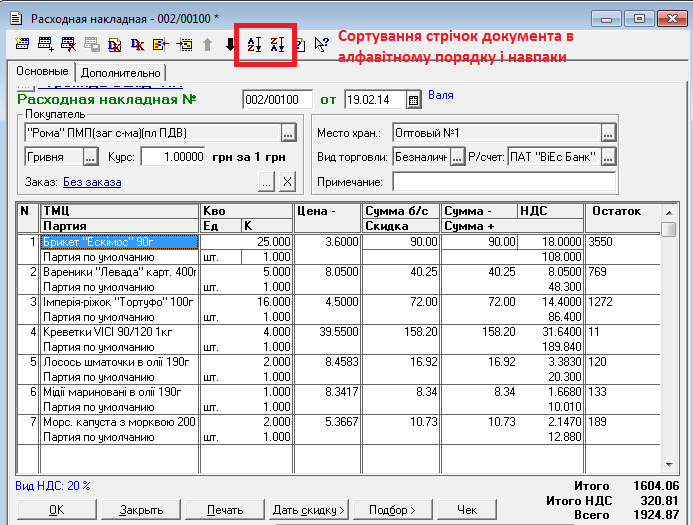 Расходная накладная - 002/00100 *
Сортування стрічок документа в
алфавітному порядку і навпаки
Основные Дополнительно
Расходная накладная № 002/00100 от 19.02.14 Валя
Покупатель
"Рома" ПМП(заг с-ма)(пл ПДВ) ...
Место хран.: Оптовый №1 ...
Гривня ... Курс: 1.00000 грн за 1 грн
Вид торговли: Безналичн ... Р/счет: ПАТ "ВіЕс Банк" ...
Заказ: Без заказа ... X
Примечание:
N ТМЦ Кво Цена - Сумма б/с Сумма - НДС Остаток
Партия Ед К Скидка Сумма +
1 Брикет "Ескімос" 90г 25.000 3.6000 90.00 90.00 18.0000 3550
Партия по умолчанию шт. 1.000 108.000
2 Вареники "Левада" карт. 400г 5.000 8.0500 40.25 40.25 8.0500 769
Партия по умолчанию шт. 1.000 48.300
3 Імперія-ріжок "Тортуфо" 100г 16.000 4.5000 72.00 72.00 14.4000 1272
Партия по умолчанию шт. 1.000 86.400
4 Креветки VICI 90/120 1кг 4.000 39.5500 158.20 158.20 31.6400 11
Партия по умолчанию шт. 1.000 189.840
5 Лосось шматочки в олії 190г 2.000 8.4583 16.92 16.92 3.3830 120
Партия по умолчанию шт. 1.000 20.300
6 Мідії мариновані в олії 190г 1.000 8.3417 8.34 8.34 1.6680 133
Партия по умолчанию шт. 1.000 10.010
7 Морс. капуста з морквою 200 2.000 5.3667 10.73 10.73 2.1470 189
Партия по умолчанию шт. 1.000 12.880
Вид НДС: 20 % Итого 1604.06
Итого НДС 320.81
Всего 1924.87
OK Закрыть Печать Дать скидку > Подбор > Чек